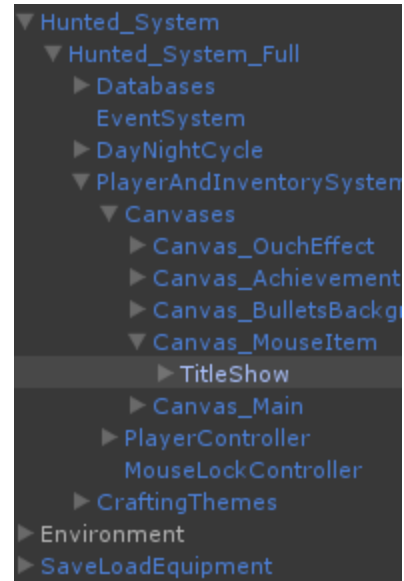 Hunted_System
Hunted_System_Full
Databases
EventSystem
DayNightCycle
PlayerAndInventorySystem
Canvases
Canvas_OuchEffect
Canvas_Achievement
Canvas_BulletsBackgr
Canvas_MouseItem
TitleShow
Canvas_Main
PlayerController
MouseLockController
CraftingThemes
Environment
SaveLoadEquipment